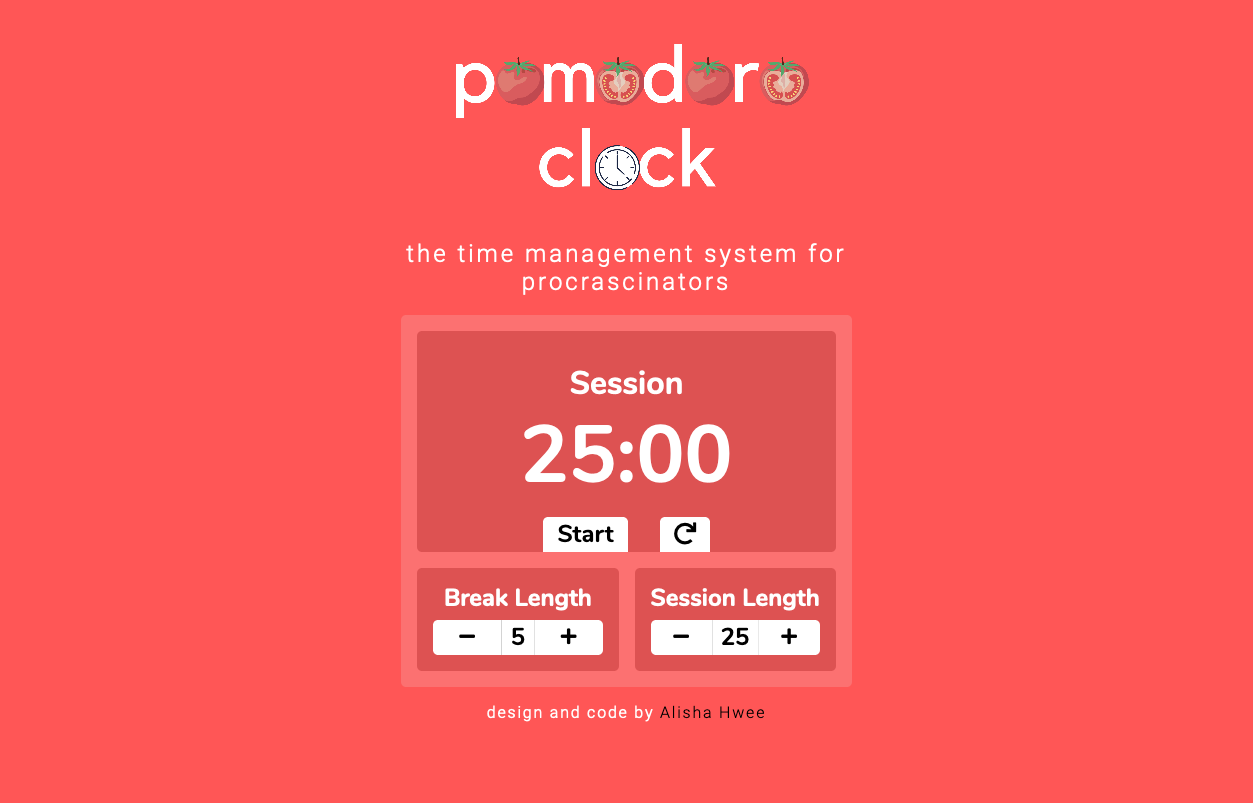 pomodoro
clock
the time management system for
procrascinators
Session
25:00
Start
Break Length
Session Length
− 5 +
− 25 +
design and code by Alisha Hwee